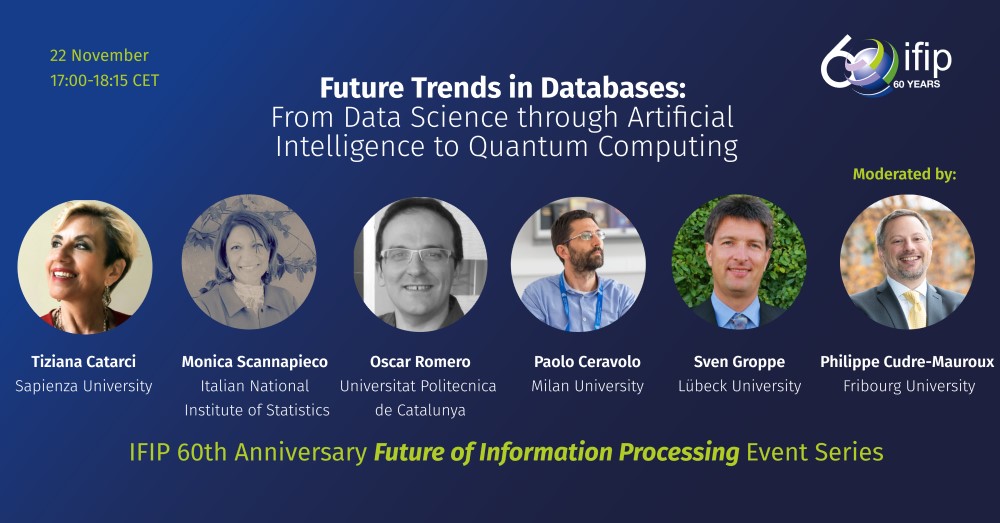 22 November
17:00-18:15 CET
60 ifip
60 YEARS
Future Trends in Databases:
From Data Science through Artificial
Intelligence to Quantum Computing
Moderated by:
Tiziana Catarci
Sapienza University
Monica Scannapieco
Italian National
Institute of Statistics
Oscar Romero
Universitat Politecnica
de Catalunya
Paolo Ceravolo
Milan University
Sven Groppe
Lübeck University
Philippe Cudre-Mauroux
Fribourg University
IFIP 60th Anniversary Future of Information Processing Event Series